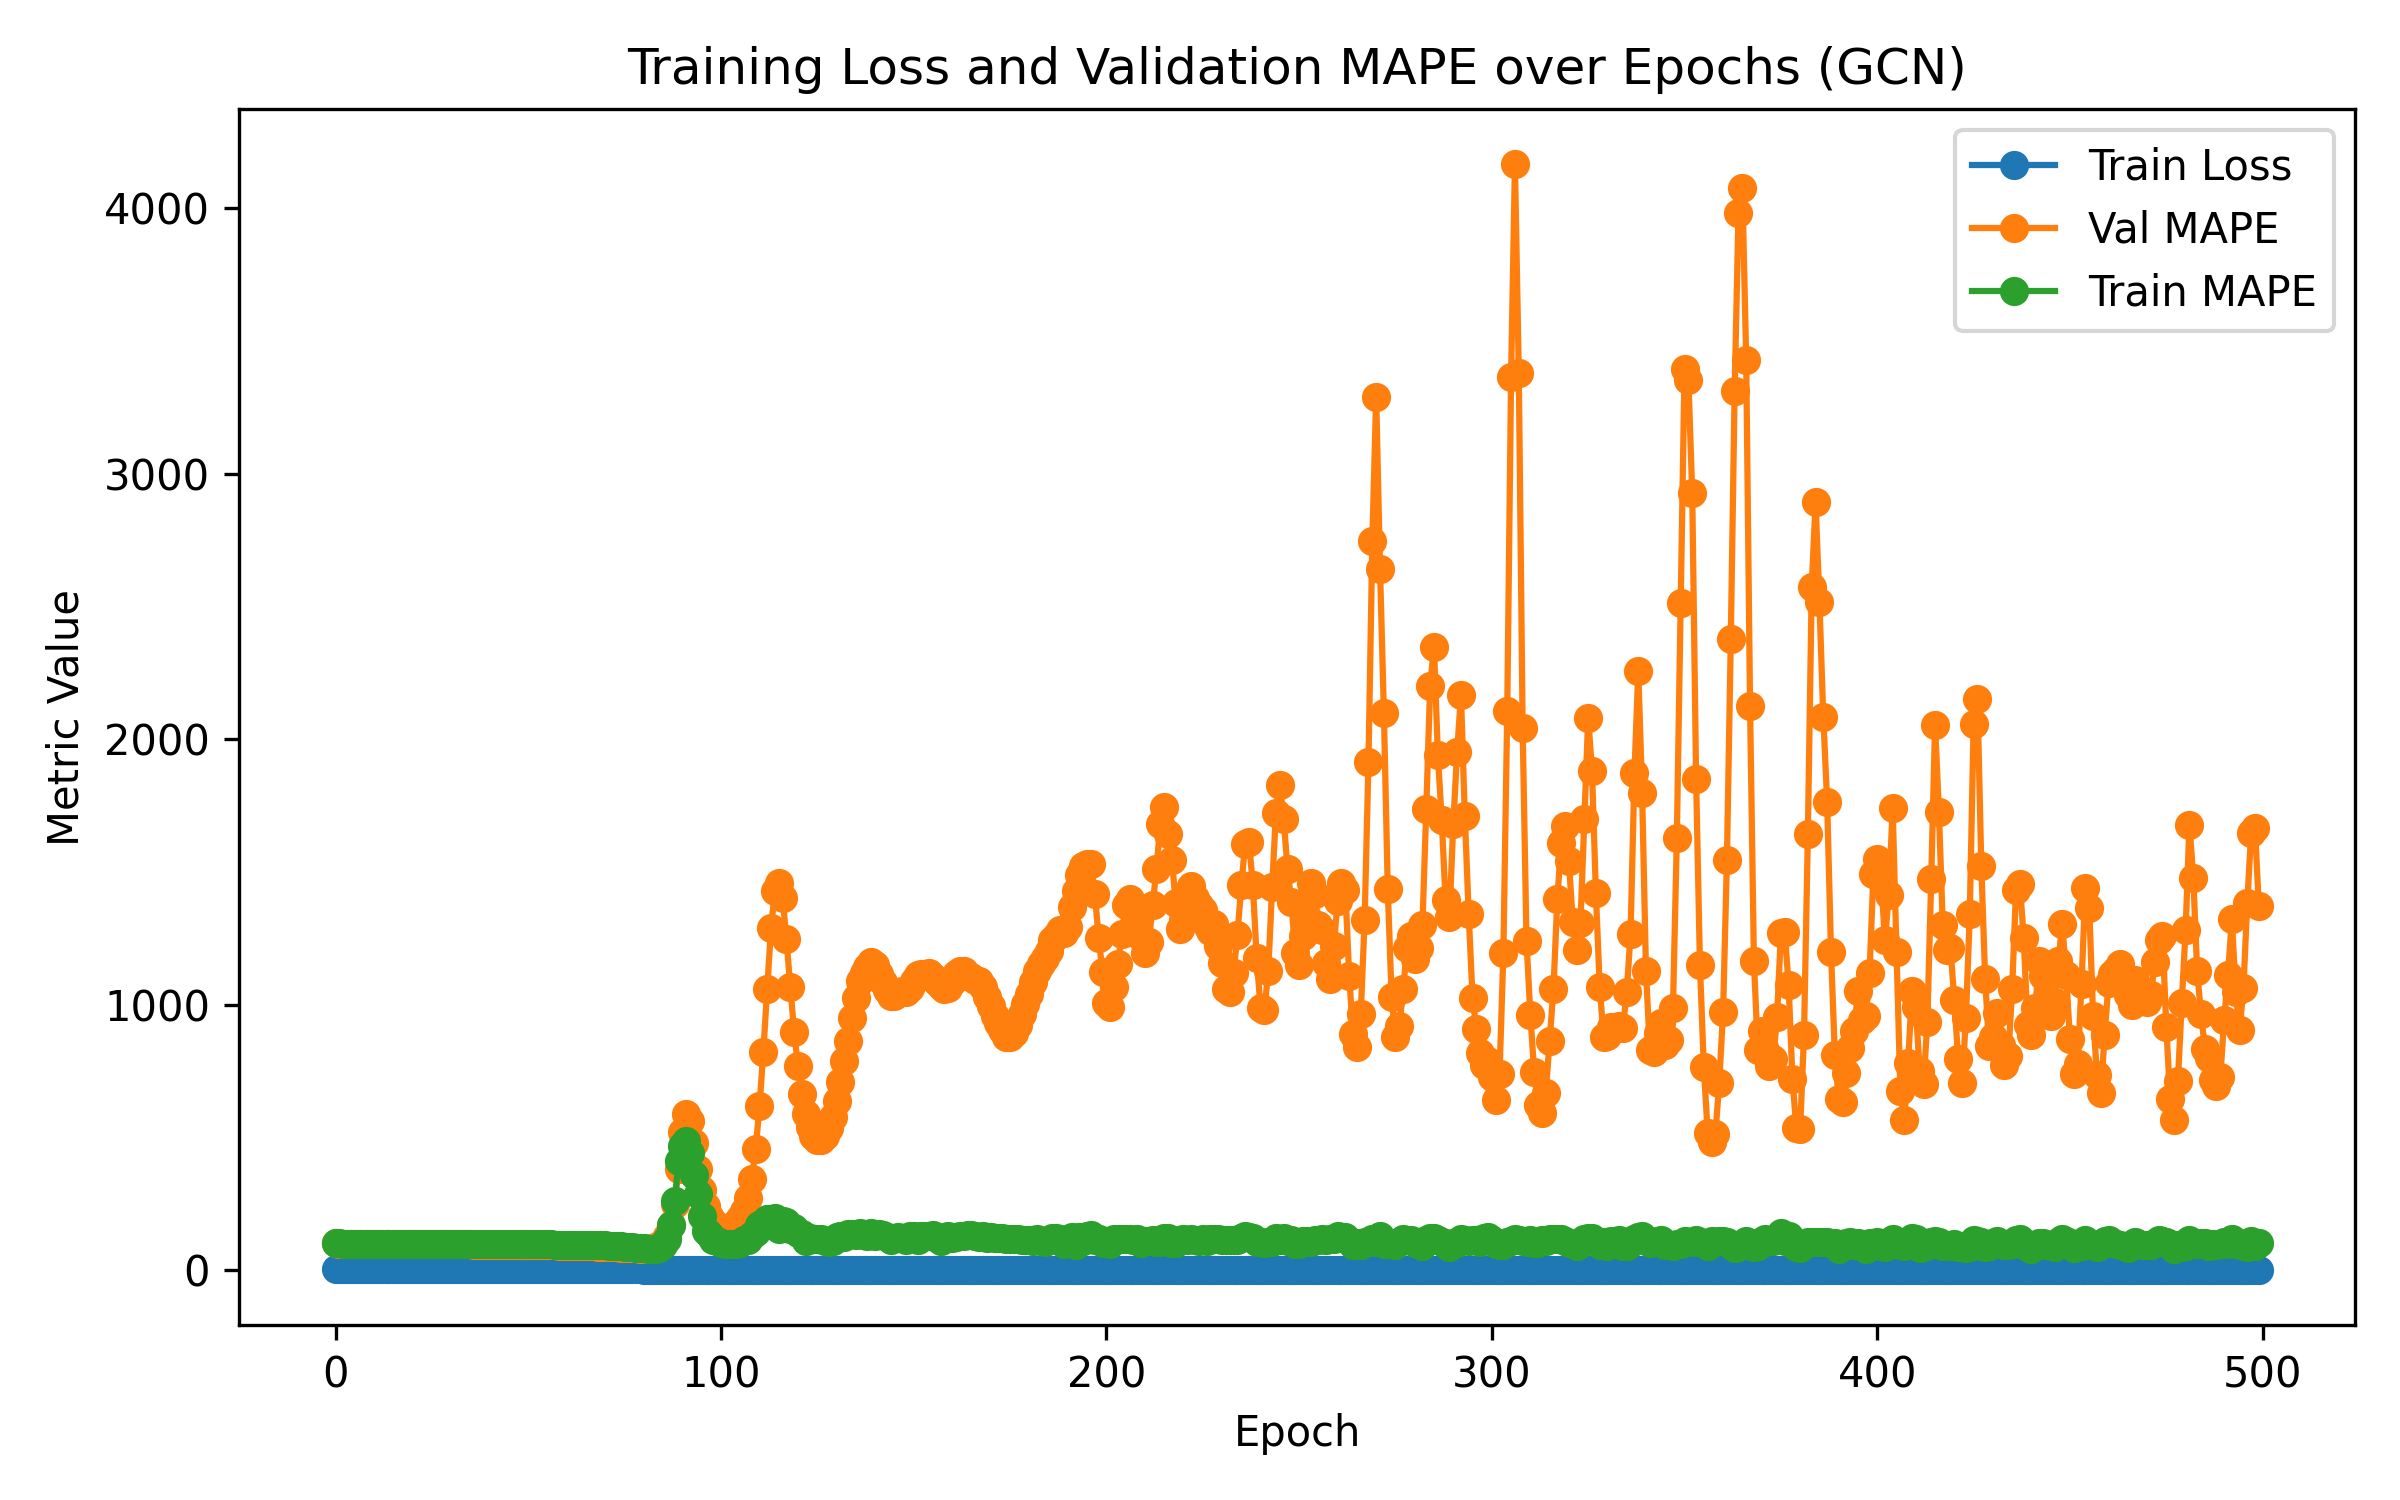 Training Loss and Validation MAPE over Epochs (GCN)
Train Loss
Val MAPE
Train MAPE
4000
3000
2000
1000
0
Metric Value
0 100 200 300 400 500
Epoch